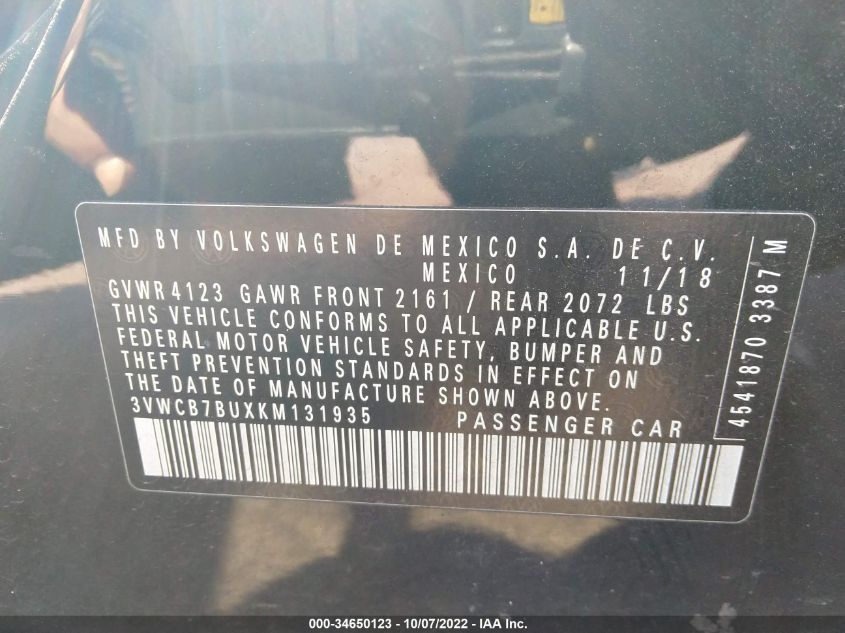 MFD BY VOLKSWAGEN DE MEXICO S.A. DE C.V.
MEXICO 11/18
GVWR 4123 GAWR FRONT 2161 / REAR 2072 LBS
THIS VEHICLE CONFORMS TO ALL APPLICABLE U.S.
FEDERAL MOTOR VEHICLE SAFETY, BUMPER AND
THEFT PREVENTION STANDARDS IN EFFECT ON
THE DATE OF MANUFACTURE SHOWN ABOVE.
3VWCB7BUXKM131935 PASSENGER CAR
4541870 3387 M
000-34650123 - 10/07/2022 - IAA Inc.